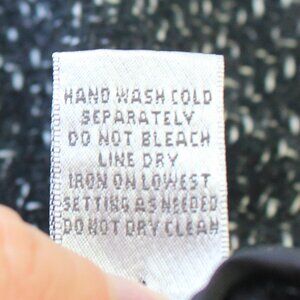 HAND WASH COLD
SEPARATELY
DO NOT BLEACH
LINE DRY
IRON ON LOWEST
SETTING AS NEEDED
DO NOT DRY CLEAN